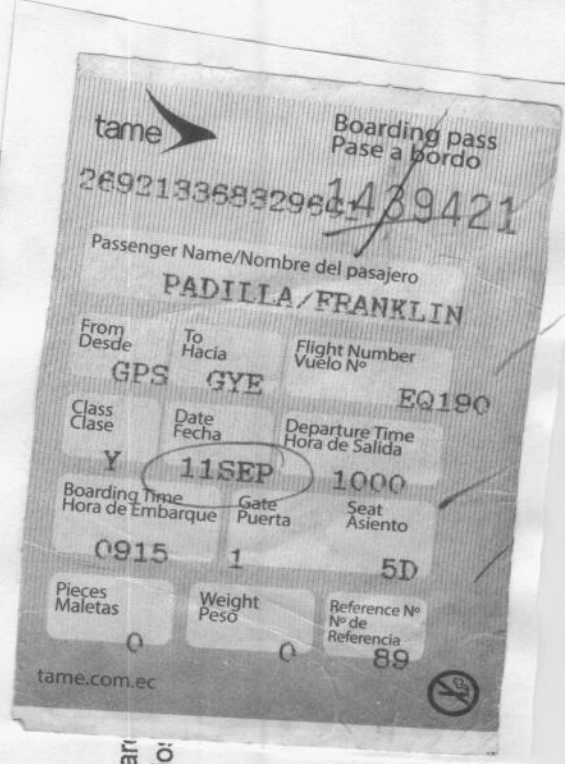 tame
Boarding pass
Pase a bordo
1439421
Passenger Name/Nombre del pasajero
PADILLA/FRANKLIN
From To Flight Number
Desde Hacia Vuelo Nº
GPS GYE EQ190
Class Date Departure Time
Clase Fecha Hora de Salida
Y 11SEP 1000
Boarding Time Gate Seat
Hora de Embarque Puerta Asiento
0915 1 5D
Pieces Weight Reference Nº
Maletas Peso Nº de
Referencia
0 0 89
tame.com.ec